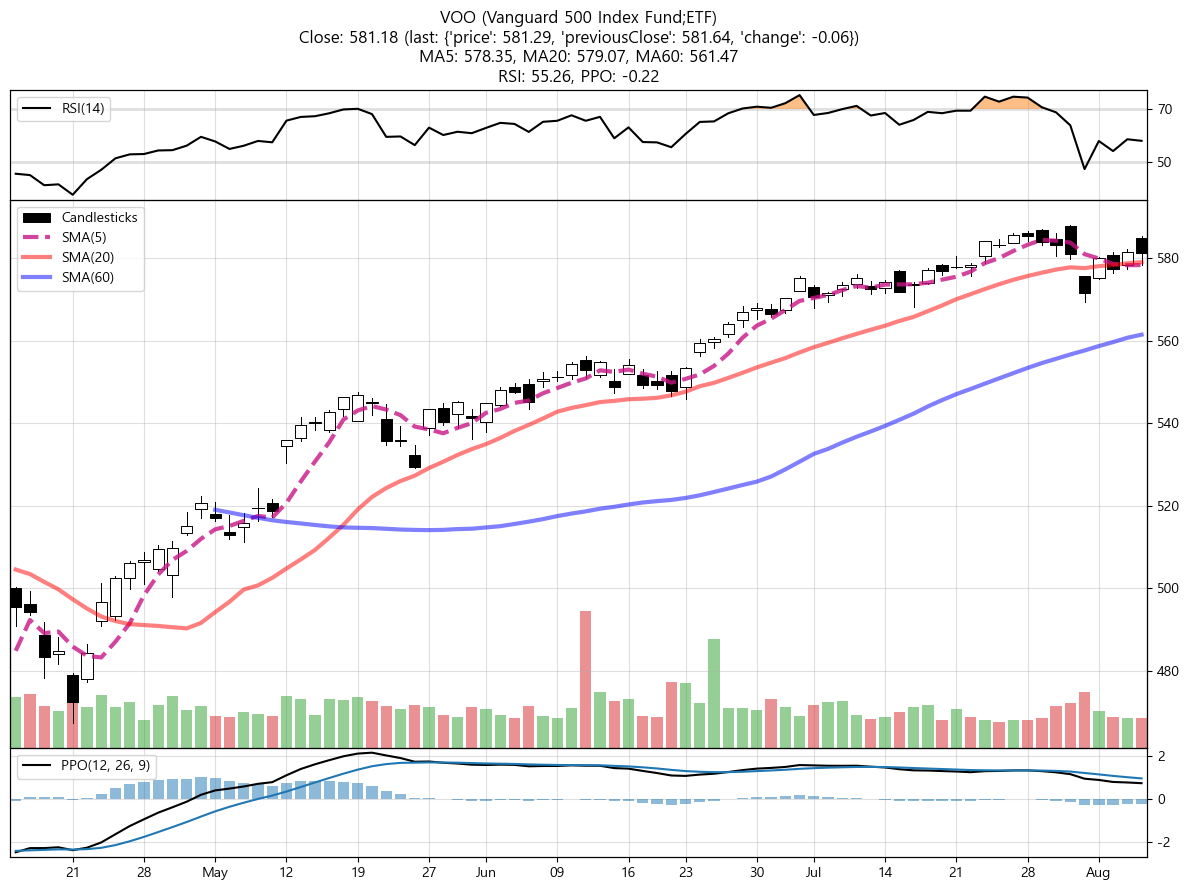 VOO (Vanguard 500 Index Fund;ETF)
Close: 581.18 (last: {'price': 581.29, 'previousClose': 581.64, 'change': -0.06})
MA5: 578.35, MA20: 579.07, MA60: 561.47
RSI: 55.26, PPO: -0.22
RSI(14)
70
50
Candlesticks
SMA(5)
SMA(20)
SMA(60)
580
560
540
520
500
480
PPO(12, 26, 9)
2
0
-2
21 28 May 12 19 27 Jun 09 16 23 30 Jul 14 21 28 Aug